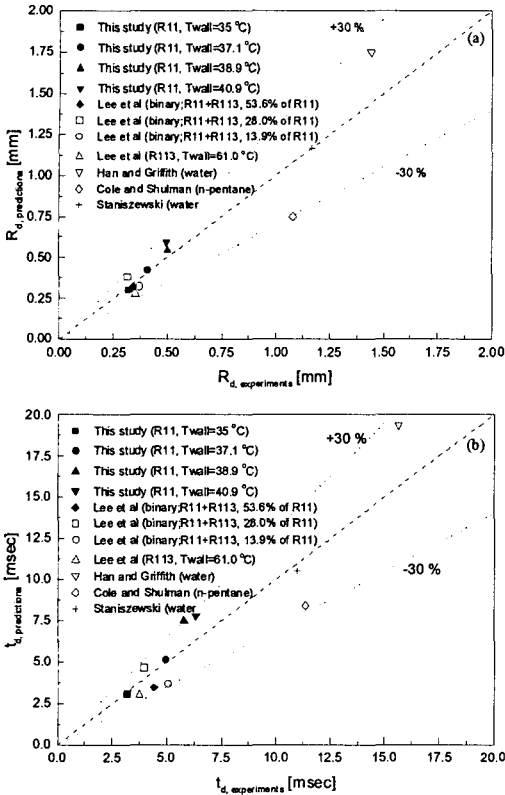 2.00
1.75
1.50
1.25
1.00
0.75
0.50
0.25
0.00
R d, predictions [mm]
This study (R11, Twall=35 °C)
This study (R11, Twall=37.1 °C)
This study (R11, Twall=38.9 °C)
This study (R11, Twall=40.9 °C)
Lee et al (binary;R11+R113, 53.6% of R11)
Lee et al (binary;R11+R113, 28.0% of R11)
Lee et al (binary;R11+R113, 13.9% of R11)
Lee et al (R113, Twall=61.0 °C)
Han and Griffith (water)
Cole and Shulman (n-pentane)
Staniszewski (water
+30 %
(a)
-30 %
0.00 0.25 0.50 0.75 1.00 1.25 1.50 1.75 2.00
R d, experiments [mm]
20.0
17.5
15.0
12.5
10.0
7.5
5.0
2.5
0.0
t d, predictions [msec]
This study (R11, Twall=35 °C)
This study (R11, Twall=37.1 °C)
This study (R11, Twall=38.9 °C)
This study (R11, Twall=40.9 °C)
Lee et al (binary;R11+R113, 53.6% of R11)
Lee et al (binary;R11+R113, 28.0% of R11)
Lee et al (binary;R11+R113, 13.9% of R11)
Lee et al (R113, Twall=61.0 °C)
Han and Griffith (water)
Cole and Shulman (n-pentane)
Staniszewski (water
+30 %
(b)
-30 %
0.0 2.5 5.0 7.5 10.0 12.5 15.0 17.5 20.0
t d, experiments [msec]